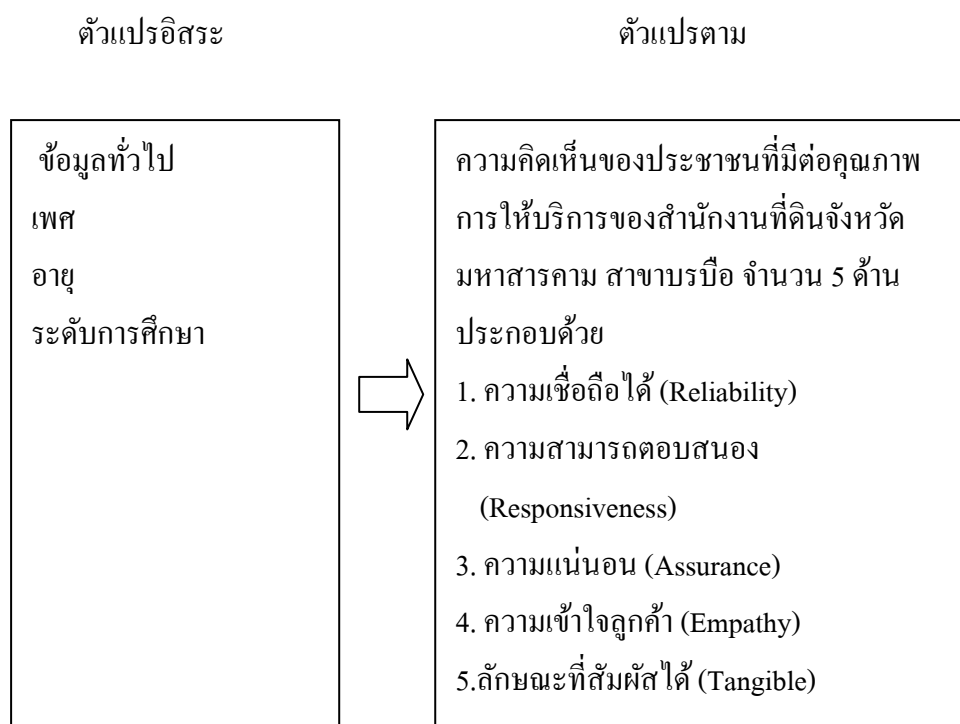 ตัวแปรอิสระ
ตัวแปรตาม
ข้อมูลทั่วไป
เพศ
อายุ
ระดับการศึกษา
ความคิดเห็นของประชาชนที่มีต่อคุณภาพ
การให้บริการของสำนักงานที่ดินจังหวัด
มหาสารคาม สาขาบรบือ จำนวน 5 ด้าน
ประกอบด้วย
1. ความเชื่อถือได้ (Reliability)
2. ความสามารถตอบสนอง
(Responsiveness)
3. ความแน่นอน (Assurance)
4. ความเข้าใจลูกค้า (Empathy)
5.ลักษณะที่สัมผัสได้ (Tangible)